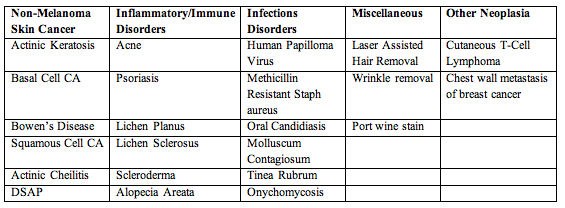 Non-Melanoma Skin Cancer | Inflammatory/Immune Disorders | Infections Disorders | Miscellaneous | Other Neoplasia
Actinic Keratosis | Acne | Human Papilloma Virus | Laser Assisted Hair Removal | Cutaneous T-Cell Lymphoma
Basal Cell CA | Psoriasis | Methicillin Resistant Staph aureus | Wrinkle removal | Chest wall metastasis of breast cancer
Bowen's Disease | Lichen Planus | Oral Candidiasis | Port wine stain
Squamous Cell CA | Lichen Sclerosus | Molluscum Contagiosum
Actinic Cheilitis | Scleroderma | Tinea Rubrum
DSAP | Alopecia Areata | Onychomycosis